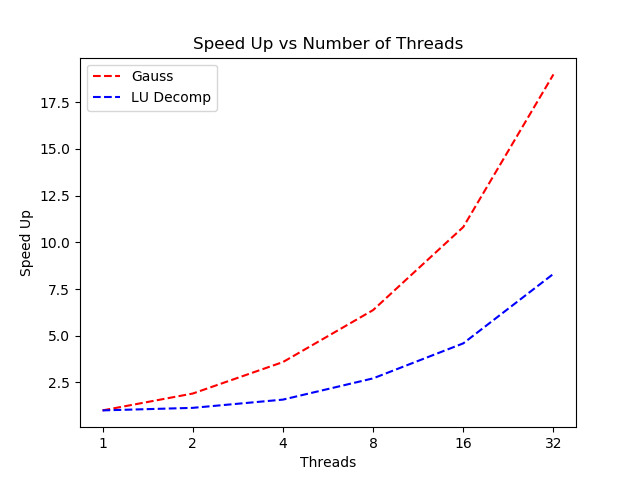 Speed Up vs Number of Threads
Gauss
LU Decomp
17.5
15.0
12.5
10.0
7.5
5.0
2.5
Speed Up
1 2 4 8 16 32
Threads